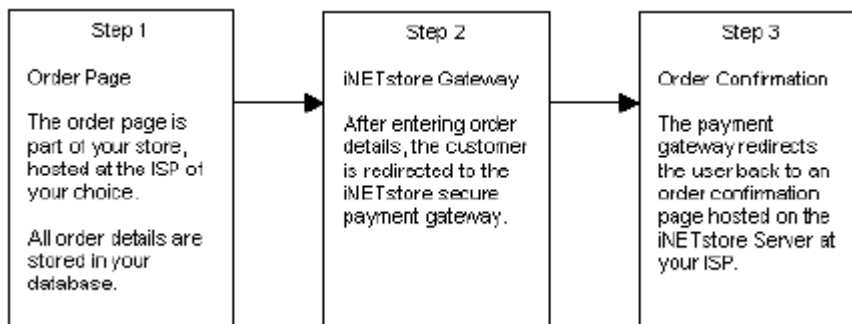 Step 1
Order Page
The order page is
part of your store,
hosted at the ISP of
your choice.
All order details are
stored in your
database.
Step 2
iNETstore Gateway
After entering order
details, the customer
is redirected to the
iNETstore secure
payment gateway.
Step 3
Order Confirmation
The payment
gateway redirects
the user back to an
order confirmation
page hosted on the
iNETstore Server at
your ISP.